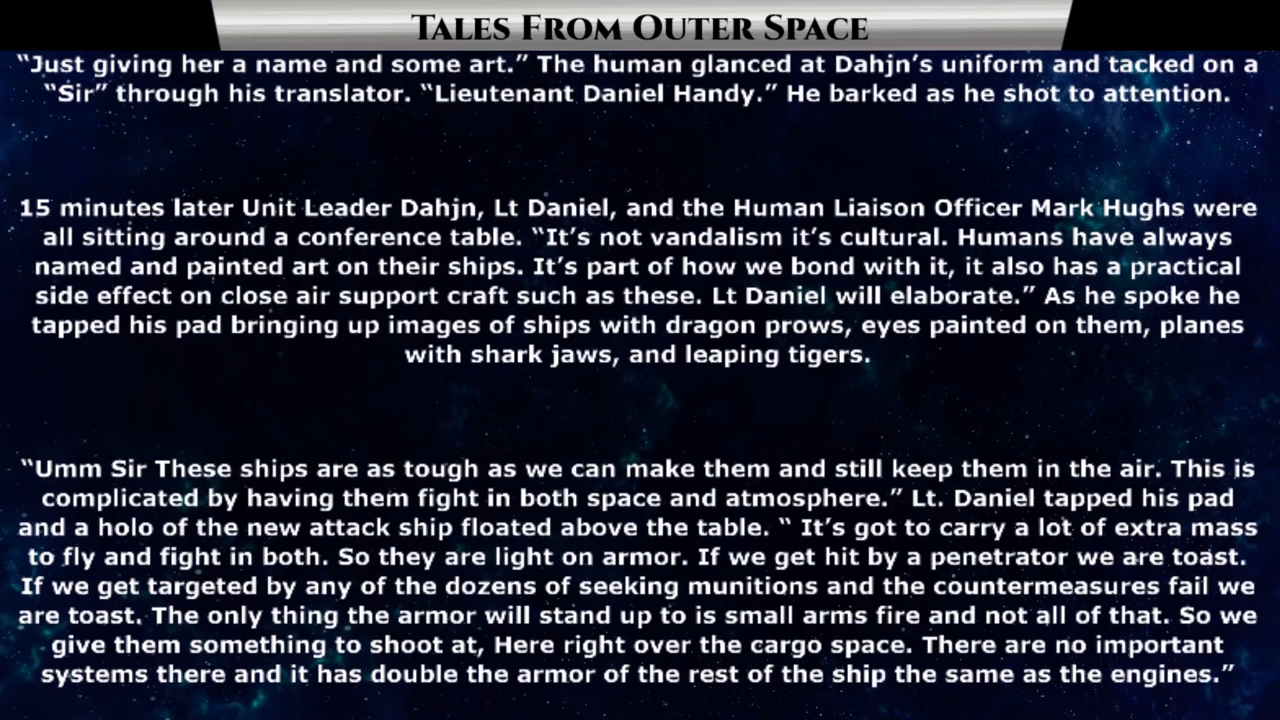 Tales From Outer Space
“Just giving her a name and some art.” The human glanced at Dahjn’s uniform and tacked on a
“Sir” through his translator. “Lieutenant Daniel Handy.” He barked as he shot to attention.
15 minutes later Unit Leader Dahjn, Lt Daniel, and the Human Liaison Officer Mark Hughs were
all sitting around a conference table. “It’s not vandalism it’s cultural. Humans have always
named and painted art on their ships. It’s part of how we bond with it, it also has a practical
side effect on close air support craft such as these. Lt Daniel will elaborate.” As he spoke he
tapped his pad bringing up images of ships with dragon prows, eyes painted on them, planes
with shark jaws, and leaping tigers.
“Umm Sir These ships are as tough as we can make them and still keep them in the air. This is
complicated by having them fight in both space and atmosphere.” Lt. Daniel tapped his pad
and a holo of the new attack ship floated above the table. “ It’s got to carry a lot of extra mass
to fly and fight in both. So they are light on armor. If we get hit by a penetrator we are toast.
If we get targeted by any of the dozens of seeking munitions and the countermeasures fail we
are toast. The only thing the armor will stand up to is small arms fire and not all of that. So we
give them something to shoot at, Here right over the cargo space. There are no important
systems there and it has double the armor of the rest of the ship the same as the engines.”